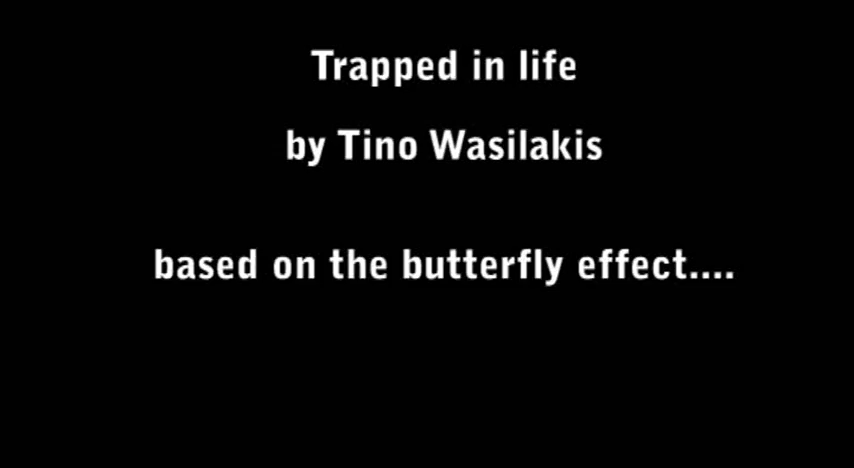 Trapped in life
by Tino Wasilakis
based on the butterfly effect....